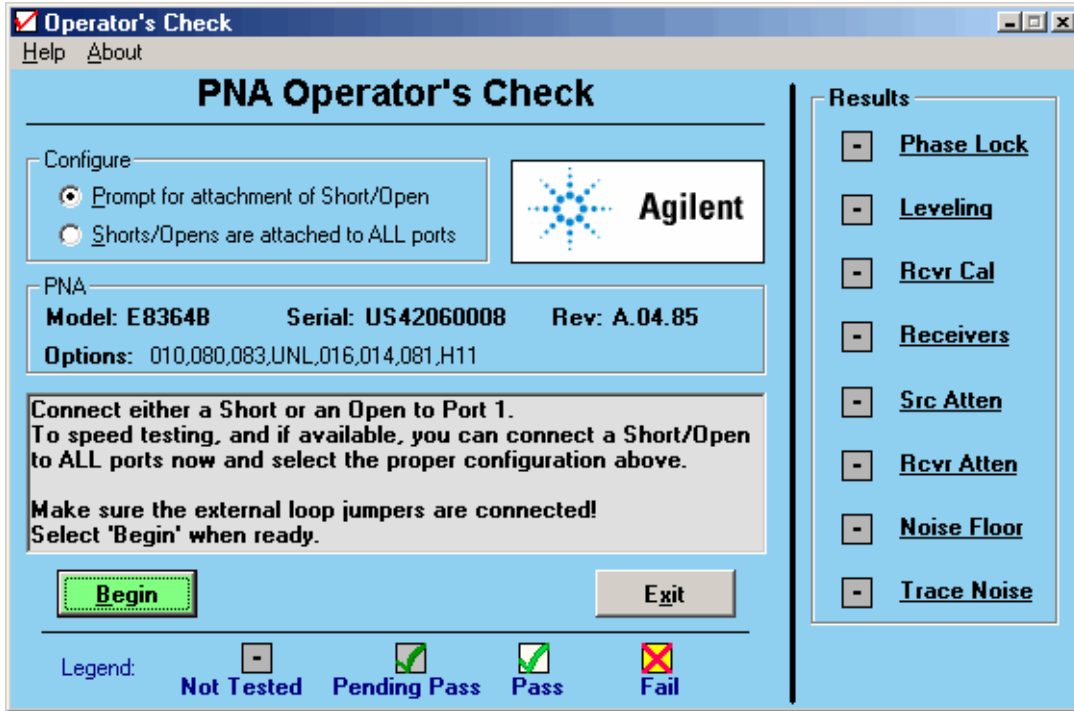 Operator's Check
Help About
PNA Operator's Check
Configure
Prompt for attachment of Short/Open
Shorts/Opens are attached to ALL ports
Agilent
PNA
Model: E8364B Serial: US42060008 Rev: A.04.85
Options: 010,080,083,UNL,016,014,081,H11
Connect either a Short or an Open to Port 1.
To speed testing, and if available, you can connect a Short/Open
to ALL ports now and select the proper configuration above.
Make sure the external loop jumpers are connected!
Select 'Begin' when ready.
Begin Exit
Legend:
Not Tested Pending Pass Pass Fail
Results
- Phase Lock
- Leveling
- Rcvr Cal
- Receivers
- Src Atten
- Rcvr Atten
- Noise Floor
- Trace Noise